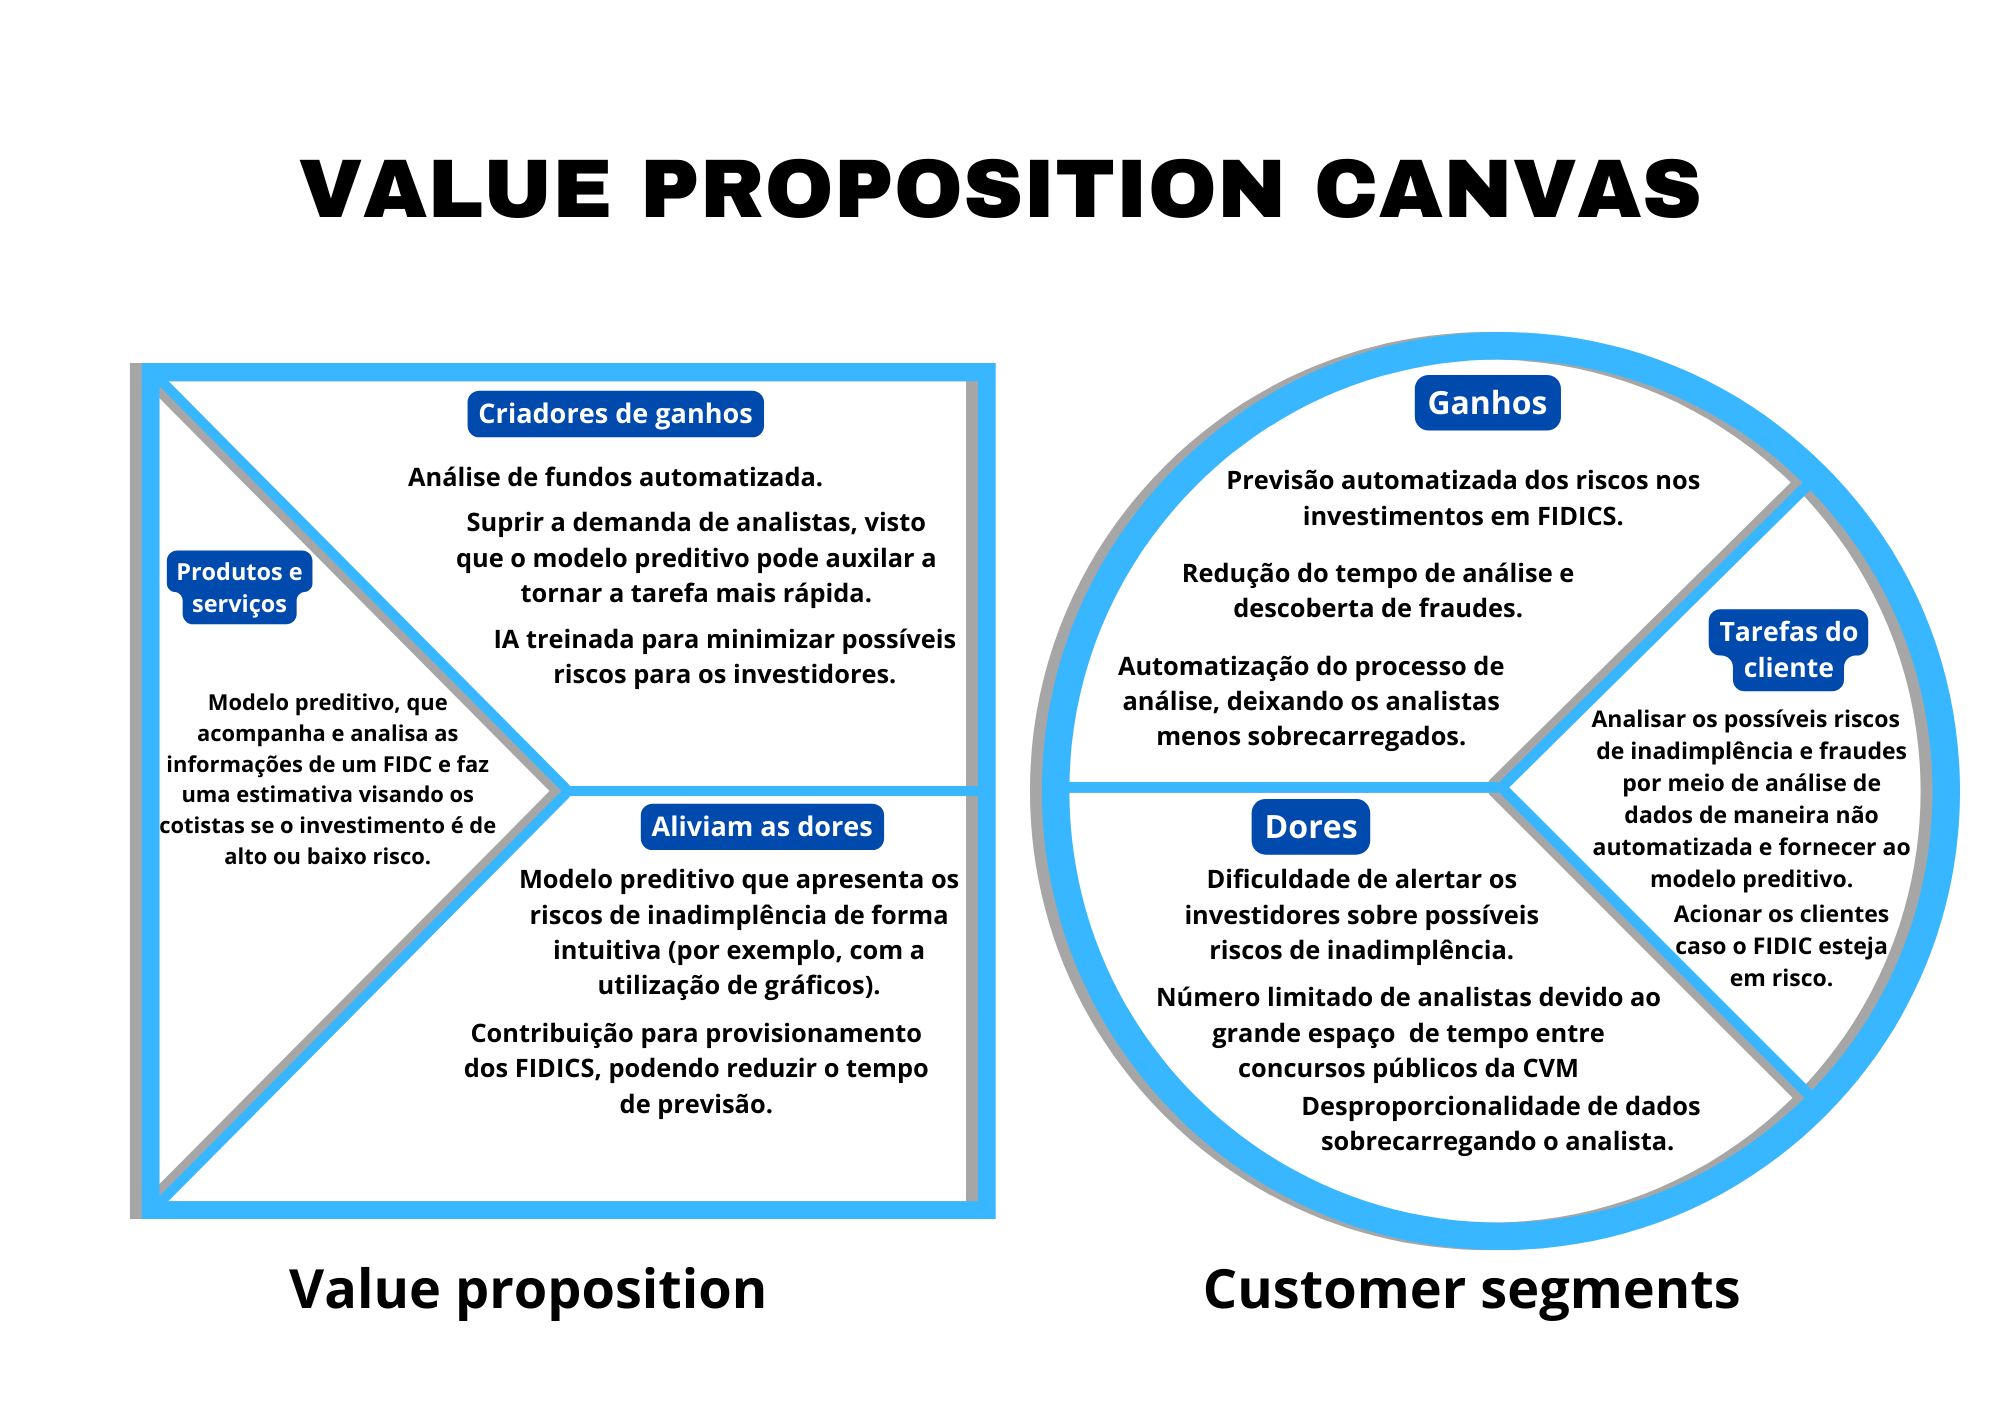 VALUE PROPOSITION CANVAS
Criadores de ganhos
Análise de fundos automatizada.
Suprir a demanda de analistas, visto
que o modelo preditivo pode auxilar a
tornar a tarefa mais rápida.
IA treinada para minimizar possíveis
riscos para os investidores.
Produtos e
serviços
Modelo preditivo, que
acompanha e analisa as
informações de um FIDC e faz
uma estimativa visando os
cotistas se o investimento é de
alto ou baixo risco.
Aliviam as dores
Modelo preditivo que apresenta os
riscos de inadimplência de forma
intuitiva (por exemplo, com a
utilização de gráficos).
Contribuição para provisionamento
dos FIDICS, podendo reduzir o tempo
de previsão.
Value proposition
Ganhos
Previsão automatizada dos riscos nos
investimentos em FIDICS.
Redução do tempo de análise e
descoberta de fraudes.
Automatização do processo de
análise, deixando os analistas
menos sobrecarregados.
Tarefas do
cliente
Analisar os possíveis riscos
de inadimplência e fraudes
por meio de análise de
dados de maneira não
automatizada e fornecer ao
modelo preditivo.
Acionar os clientes
caso o FIDIC esteja
em risco.
Dores
Dificuldade de alertar os
investidores sobre possíveis
riscos de inadimplência.
Número limitado de analistas devido ao
grande espaço  de tempo entre
concursos públicos da CVM
Desproporcionalidade de dados
sobrecarregando o analista.
Customer segments